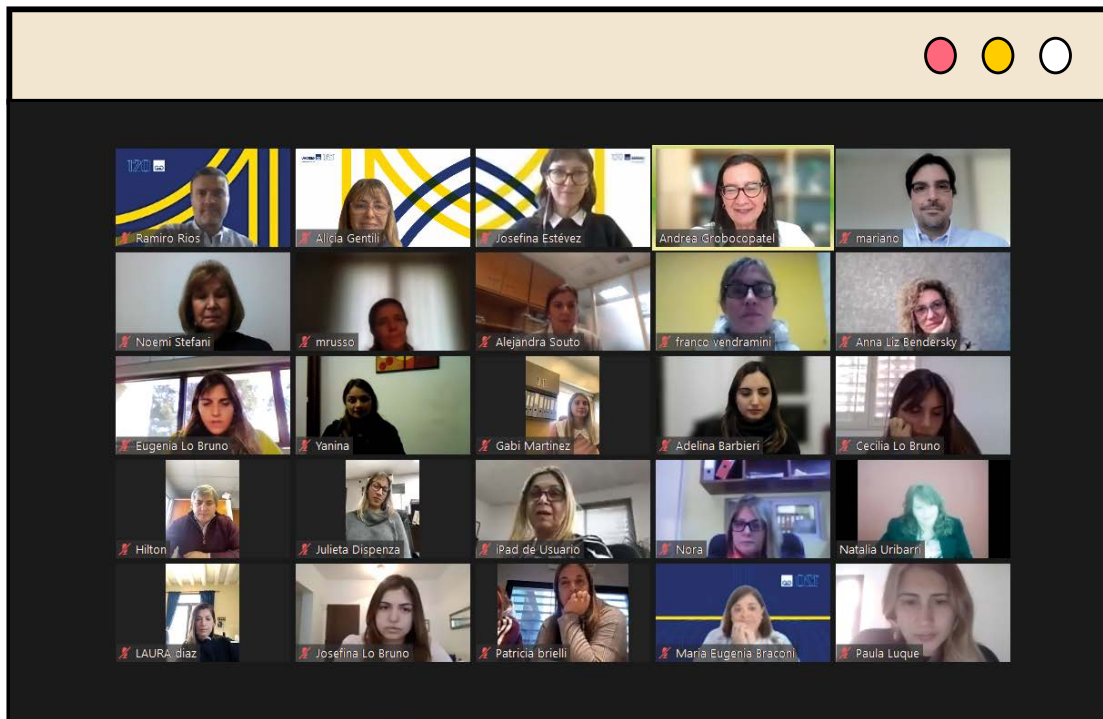 120
Ramiro Rios
Alicia Gentili
Josefina Estévez
Andrea Grobocopatel
mariano
Noemi Stefani
mrusso
Alejandra Souto
franco vendramini
Anna Liz Bendersky
Eugenia Lo Bruno
Yanina
Gabi Martinez
Adelina Barbieri
Cecilia Lo Bruno
Hilton
Julieta Dispenza
iPad de Usuario
Nora
Natalia Uribarri
LAURA diaz
Josefina Lo Bruno
Patricia brielli
María Eugenia Braconi
Paula Luque